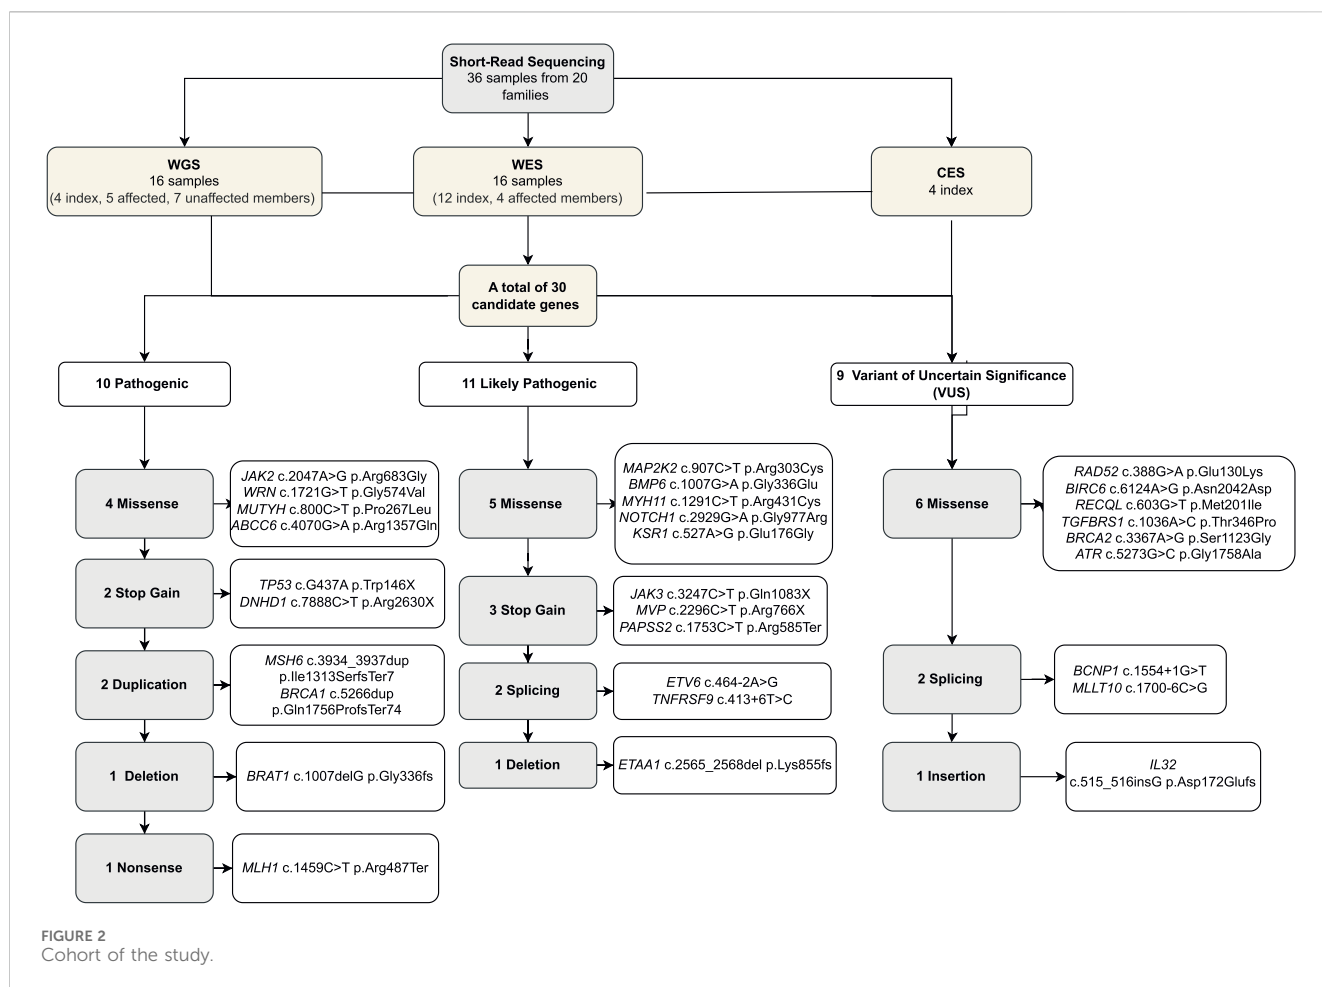 Short-Read Sequencing
36 samples from 20
families
WGS
16 samples
(4 index, 5 affected, 7 unaffected members)
WES
16 samples
(12 index, 4 affected members)
CES
4 index
A total of 30
candidate genes
10 Pathogenic
11 Likely Pathogenic
9 Variant of Uncertain Significance
(VUS)
4 Missense
JAK2 c.2047A>G p.Arg683Gly
WRN c.1721G>T p.Gly574Val
MUTYH c.800C>T p.Pro267Leu
ABCC6 c.4070G>A p.Arg1357Gln
2 Stop Gain
TP53 c.G437A p.Trp146X
DNHD1 c.7888C>T p.Arg2630X
2 Duplication
MSH6 c.3934_3937dup
p.Ile1313SerfsTer7
BRCA1 c.5266dup
p.Gln1756ProfsTer74
1 Deletion
BRAT1 c.1007delG p.Gly336fs
1 Nonsense
MLH1 c.1459C>T p.Arg487Ter
5 Missense
MAP2K2 c.907C>T p.Arg303Cys
BMP6 c.1007G>A p.Gly336Glu
MYH11 c.1291C>T p.Arg431Cys
NOTCH1 c.2929G>A p.Gly977Arg
KSR1 c.527A>G p.Glu176Gly
3 Stop Gain
JAK3 c.3247C>T p.Gln1083X
MVP c.2296C>T p.Arg766X
PAPSS2 c.1753C>T p.Arg585Ter
2 Splicing
ETV6 c.464-2A>G
TNFRSF9 c.413+6T>C
1 Deletion
ETAA1 c.2565_2568del p.Lys855fs
6 Missense
RAD52 c.388G>A p.Glu130Lys
BIRC6 c.6124A>G p.Asn2042Asp
RECQL c.603G>T p.Met201Ile
TGFBRS1 c.1036A>C p.Thr346Pro
BRCA2 c.3367A>G p.Ser1123Gly
ATR c.5273G>C p.Gly1758Ala
2 Splicing
BCNP1 c.1554+1G>T
MLLT10 c.1700-6C>G
1 Insertion
IL32
c.515_516insG p.Asp172Glufs
FIGURE 2
Cohort of the study.